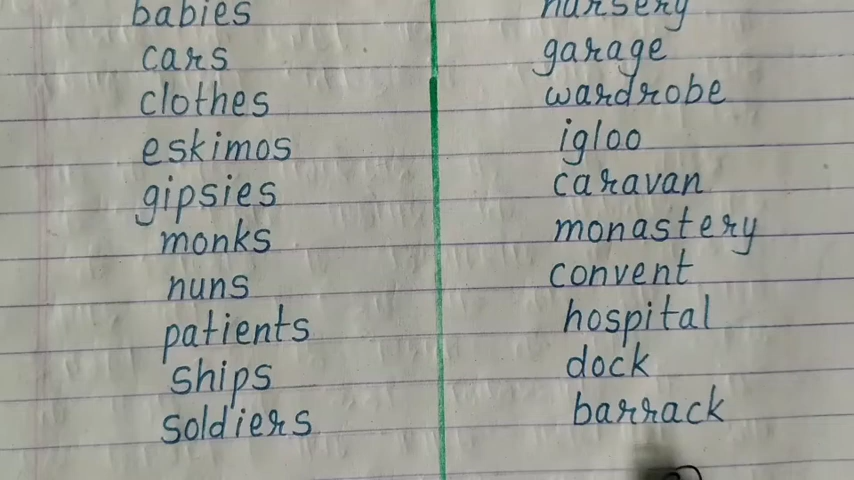 babies nursery
cars garage
clothes wardrobe
eskimos igloo
gipsies caravan
monks monastery
nuns convent
patients hospital
ships dock
soldiers barrack